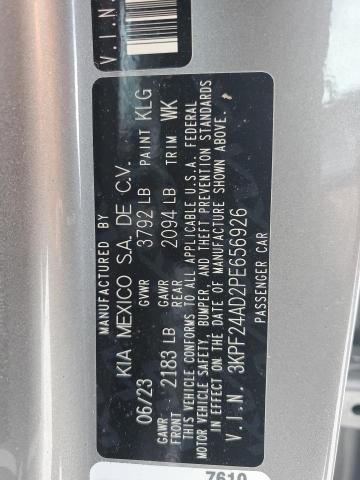 V.I.N.
MANUFACTURED BY
KIA MEXICO S.A. DE C.V.
06/23 GVWR 3792 LB PAINT KLG
GAWR FRONT 2183 LB GAWR REAR 2094 LB TRIM WK
THIS VEHICLE CONFORMS TO ALL APPLICABLE U.S.A. FEDERAL
MOTOR VEHICLE SAFETY, BUMPER, AND THEFT PREVENTION STANDARDS
IN EFFECT ON THE DATE OF MANUFACTURE SHOWN ABOVE.
V.I.N. 3KPF24AD2PE656926
PASSENGER CAR
7610